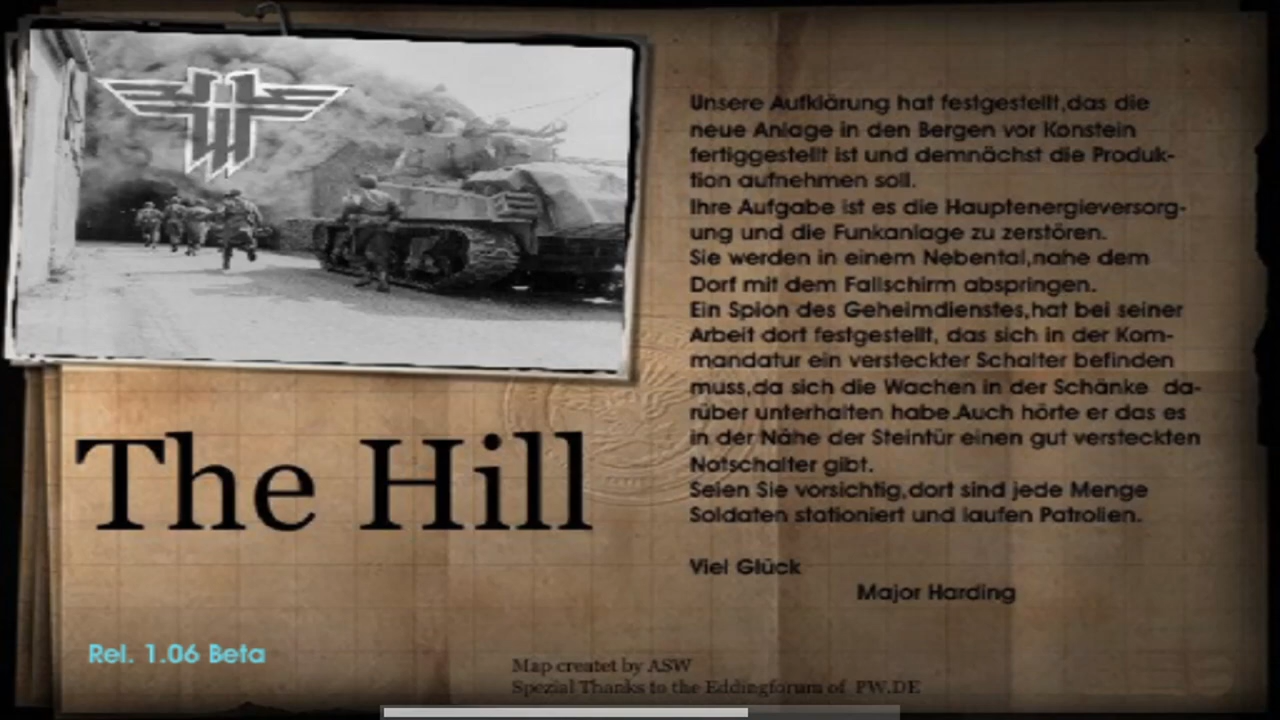 Unsere Aufklärung hat festgestellt,das die
neue Anlage in den Bergen vor Konstein
fertiggestellt ist und demnächst die Produk-
tion aufnehmen soll.
Ihre Aufgabe ist es die Hauptenergieversorg-
ung und die Funkanlage zu zerstören.
Sie werden in einem Nebental,nahe dem
Dorf mit dem Fallschirm abspringen.
Ein Spion des Geheimdienstes,hat bei seiner
Arbeit dort festgestellt, das sich in der Kom-
mandatur ein versteckter Schalter befinden
muss,da sich die Wachen in der Schänke da-
rüber unterhalten habe.Auch hörte er das es
in der Nähe der Steintür einen gut versteckten
Notschalter gibt.
Seien Sie vorsichtig,dort sind jede Menge
Soldaten stationiert und laufen Patrolien.
Viel Glück
Major Harding
The Hill
Rel. 1.06 Beta
Map createt by ASW
Spezial Thanks to the Eddingforum of PW.DE